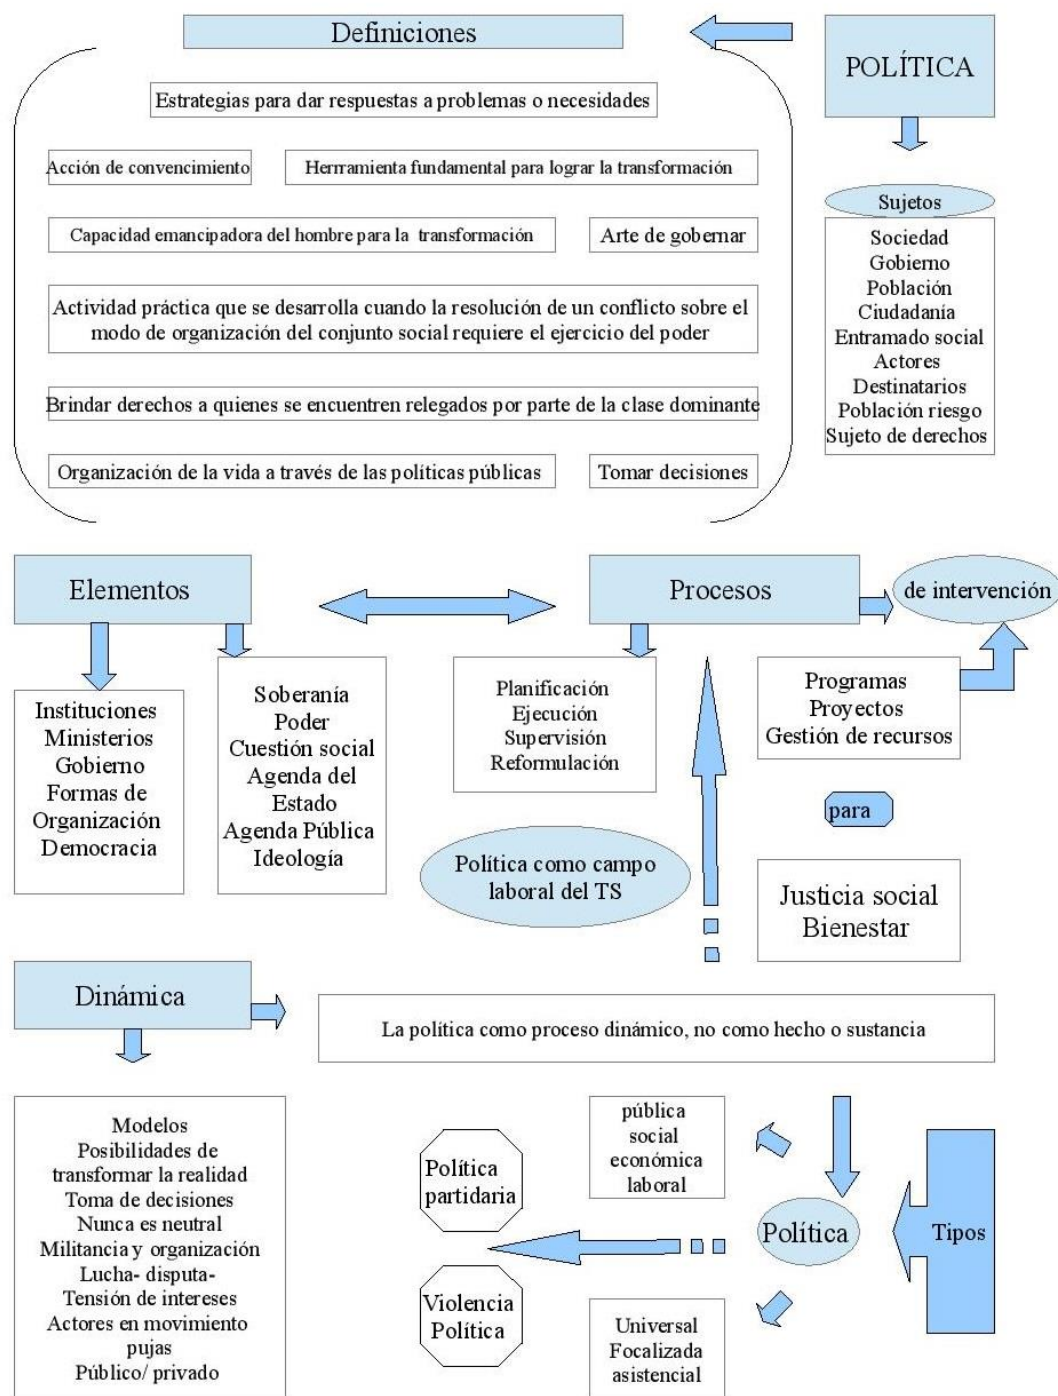 Definiciones
POLÍTICA
Estrategias para dar respuestas a problemas o necesidades
Acción de convencimiento
Herrramienta fundamental para lograr la transformación
Capacidad emancipadora del hombre para la transformación
Arte de gobernar
Actividad práctica que se desarrolla cuando la resolución de un conflicto sobre el
modo de organización del conjunto social requiere el ejercicio del poder
Brindar derechos a quienes se encuentren relegados por parte de la clase dominante
Organización de la vida a través de las políticas públicas
Tomar decisiones
Sujetos
Sociedad
Gobierno
Población
Ciudadanía
Entramado social
Actores
Destinatarios
Población riesgo
Sujeto de derechos
Elementos
Instituciones
Ministerios
Gobierno
Formas de
Organización
Democracia
Soberanía
Poder
Cuestión social
Agenda del
Estado
Agenda Pública
Ideología
Procesos
de intervención
Planificación
Ejecución
Supervisión
Reformulación
Programas
Proyectos
Gestión de recursos
para
Justicia social
Bienestar
Política como campo
laboral del TS
Dinámica
La política como proceso dinámico, no como hecho o sustancia
Modelos
Posibilidades de
transformar la realidad
Toma de decisiones
Nunca es neutral
Militancia y organización
Lucha- disputa-
Tensión de intereses
Actores en movimiento
pujas
Público/ privado
Política
partidaria
Violencia
Política
pública
social
económica
laboral
Política
Tipos
Universal
Focalizada
asistencial